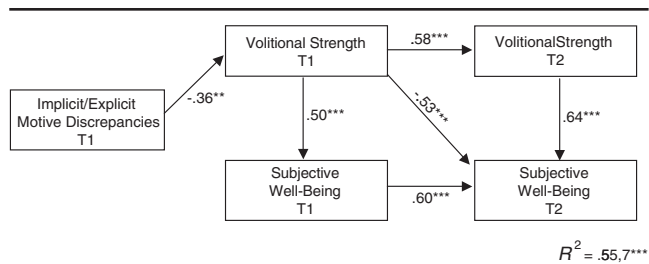 Volitional Strength
T1
.58***
VolitionalStrength
T2
Implicit/Explicit
Motive Discrepancies
T1
-.36**
.50***
-.53***
.64***
Subjective
Well-Being
T1
.60***
Subjective
Well-Being
T2
R² = .55,7***